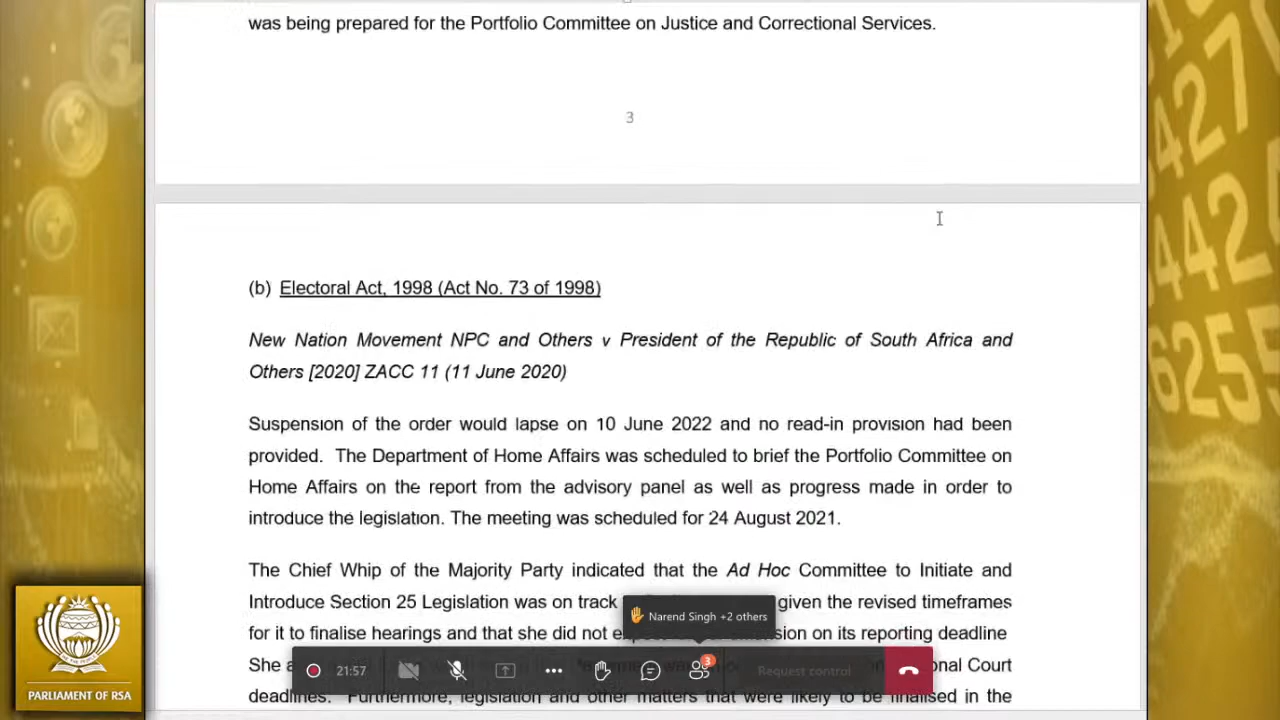 was being prepared for the Portfolio Committee on Justice and Correctional Services.
3
(b) Electoral Act, 1998 (Act No. 73 of 1998)
New Nation Movement NPC and Others v President of the Republic of South Africa and
Others [2020] ZACC 11 (11 June 2020)
Suspension of the order would lapse on 10 June 2022 and no read-in provision had been
provided. The Department of Home Affairs was scheduled to brief the Portfolio Committee on
Home Affairs on the report from the advisory panel as well as progress made in order to
introduce the legislation. The meeting was scheduled for 24 August 2021.
The Chief Whip of the Majority Party indicated that the Ad Hoc Committee to Initiate and
Introduce Section 25 Legislation was on track given the revised timeframes
Narend Singh +2 others
for it to finalise hearings and that she did not on its reporting deadline
She Court
21:57
3
Request control
deadlines. Furthermore, legislation and other matters that were likely to be finalised in the
PARLIAMENT OF RSA
442
6255